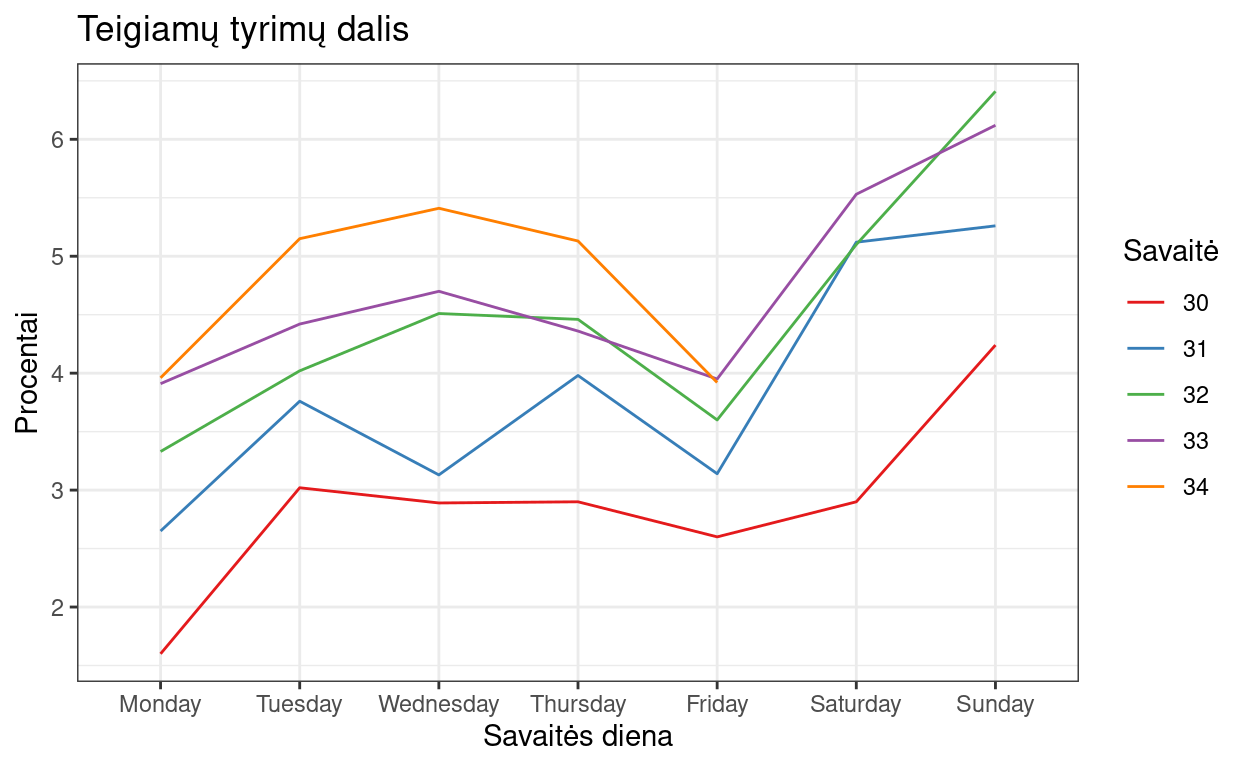 Teigiamų tyrimų dalis
Procentai
6
5
4
3
2
Monday Tuesday Wednesday Thursday Friday Saturday Sunday
Savaitės diena
Savaitė
30
31
32
33
34